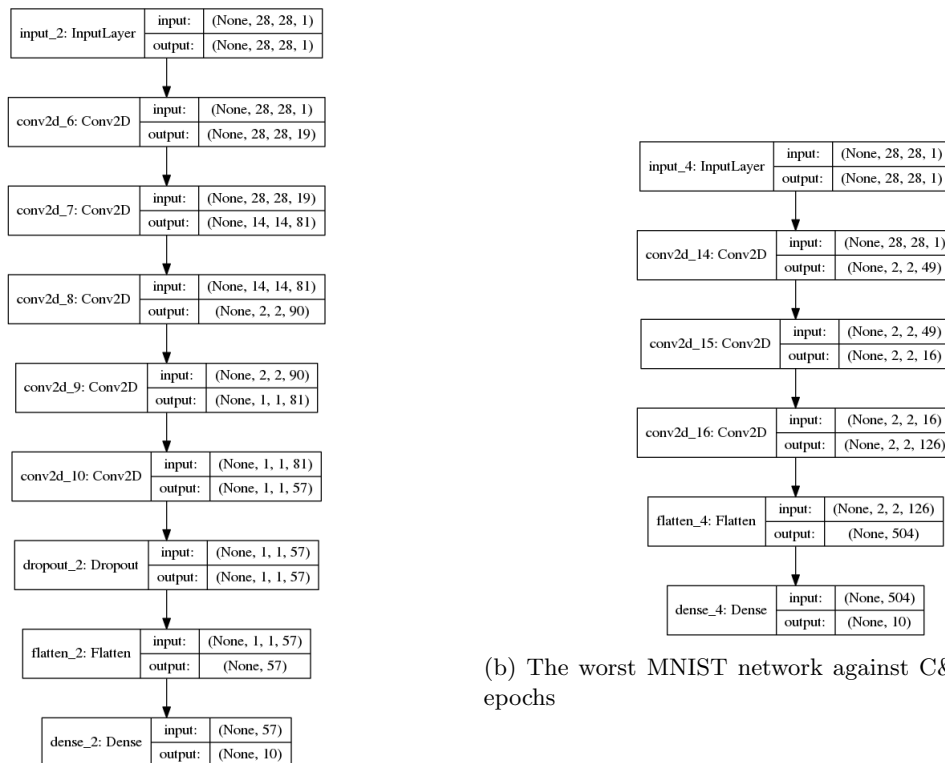 input_2: InputLayer
input: (None, 28, 28, 1)
output: (None, 28, 28, 1)
conv2d_6: Conv2D
input: (None, 28, 28, 1)
output: (None, 28, 28, 19)
conv2d_7: Conv2D
input: (None, 28, 28, 19)
output: (None, 14, 14, 81)
conv2d_8: Conv2D
input: (None, 14, 14, 81)
output: (None, 2, 2, 90)
conv2d_9: Conv2D
input: (None, 2, 2, 90)
output: (None, 1, 1, 81)
conv2d_10: Conv2D
input: (None, 1, 1, 81)
output: (None, 1, 1, 57)
dropout_2: Dropout
input: (None, 1, 1, 57)
output: (None, 1, 1, 57)
flatten_2: Flatten
input: (None, 1, 1, 57)
output: (None, 57)
dense_2: Dense
input: (None, 57)
output: (None, 10)
input_4: InputLayer
input: (None, 28, 28, 1)
output: (None, 28, 28, 1)
conv2d_14: Conv2D
input: (None, 28, 28, 1)
output: (None, 2, 2, 49)
conv2d_15: Conv2D
input: (None, 2, 2, 49)
output: (None, 2, 2, 16)
conv2d_16: Conv2D
input: (None, 2, 2, 16)
output: (None, 2, 2, 126)
flatten_4: Flatten
input: (None, 2, 2, 126)
output: (None, 504)
dense_4: Dense
input: (None, 504)
output: (None, 10)
(b) The worst MNIST network against C&
epochs